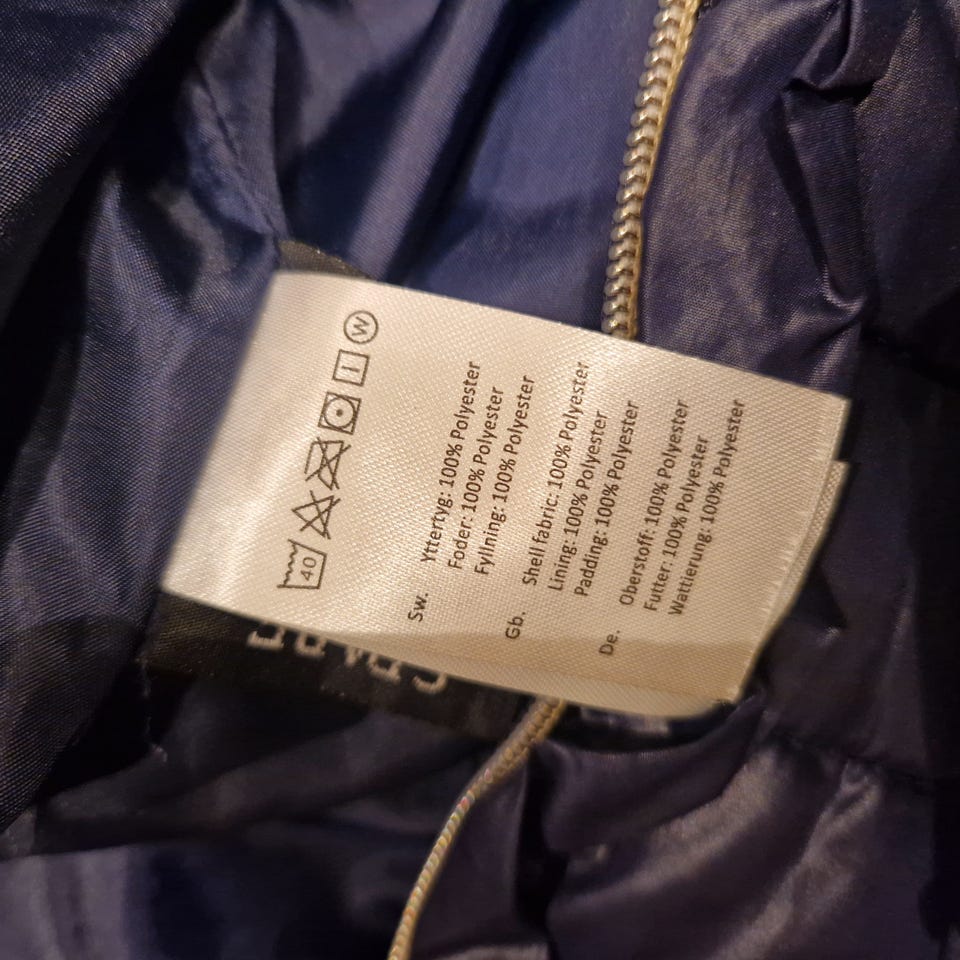 40
W
Sw.
Yttertyg: 100% Polyester
Foder: 100% Polyester
Fyllning: 100% Polyester
Gb.
Shell fabric: 100% Polyester
Lining: 100% Polyester
Padding: 100% Polyester
De.
Oberstoff: 100% Polyester
Futter: 100% Polyester
Wattierung: 100% Polyester